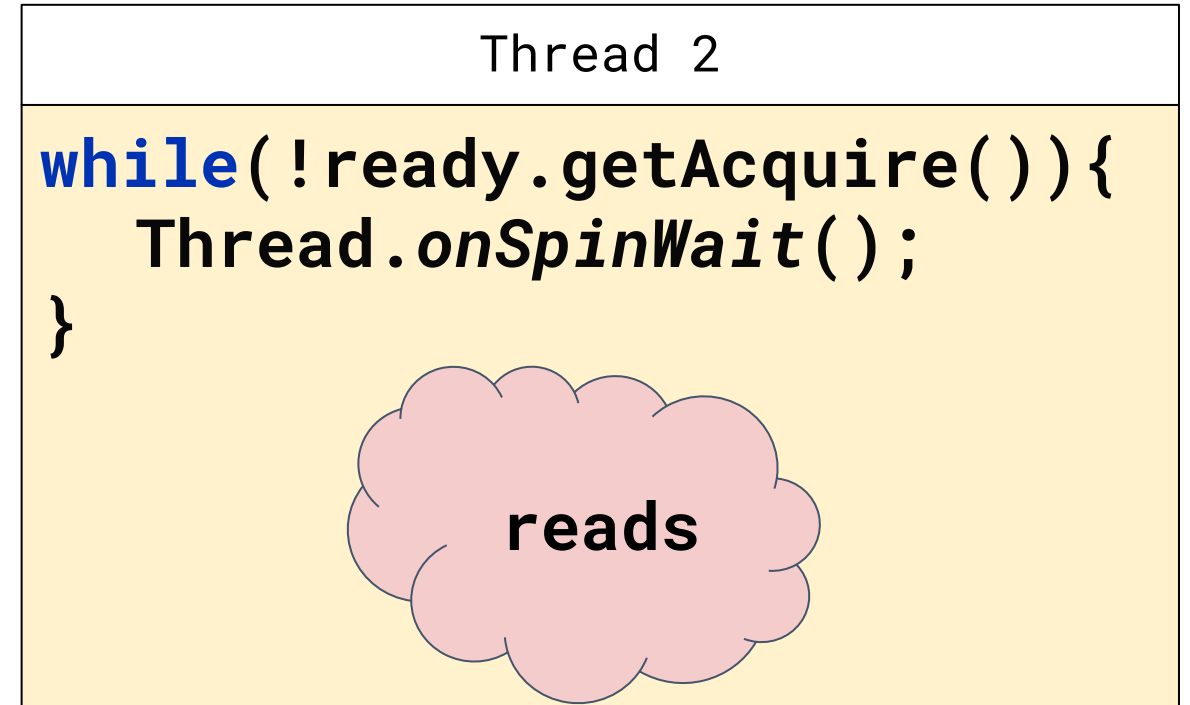 Thread 2
while(!ready.getAcquire()){
   Thread.onSpinWait();
}
reads